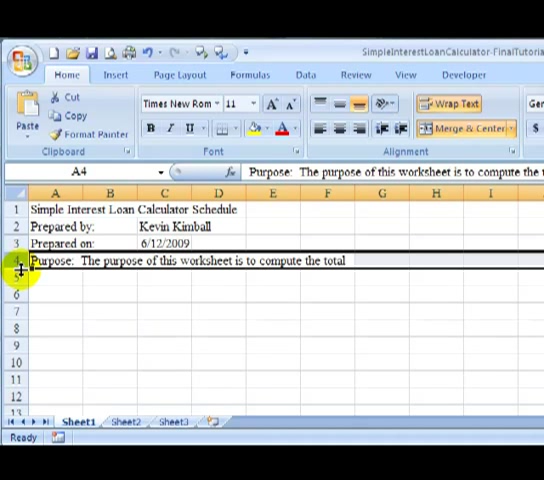 SimpleInterestLoanCalculator-FinalTutoria
Home Insert Page Layout Formulas Data Review View Developer
Cut
Copy
Paste
Format Painter
Times New Rom 11
B I U
Wrap Text
Merge & Center
Gen
$
Clipboard Font Alignment
A4 fx Purpose: The purpose of this worksheet is to compute the
A B C D E F G H I
1 Simple Interest Loan Calculator Schedule
2 Prepared by: Kevin Kimball
3 Prepared on: 6/12/2009
4 Purpose: The purpose of this worksheet is to compute the total
5
6
7
8
9
10
11
12
13
Sheet1 Sheet2 Sheet3
Ready